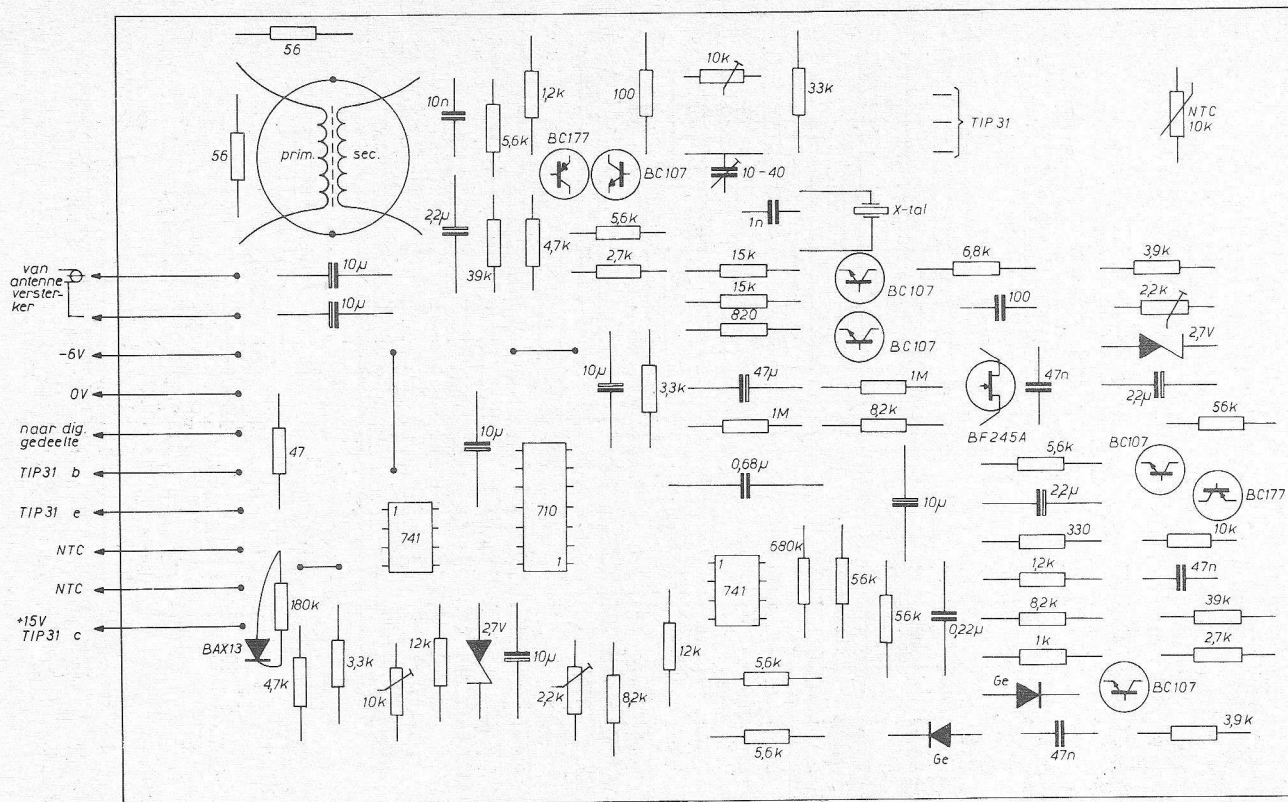 56
56
prim.
sec.
10n
5,6k
1,2k
100
10k
33k
TIP 31
NTC
10k
BC177
BC107
10-40
2,2µ
39k
4,7k
5,6k
2,7k
1n
X-tal
van
antenne
verster-
ker
10µ
10µ
15k
15k
820
BC107
BC107
6,8k
100
3,9k
2,2k
2,7V
-6V
0V
naar dig.
gedeelte
TIP31 b
TIP31 e
NTC
NTC
+15V
TIP31 c
10µ
3,3k
47µ
1M
1M
8,2k
BF245A
47n
2,2µ
56k
47
10µ
0,68µ
10µ
5,6k
2,2µ
BC107
BC177
1
741
710
1
330
10k
1
741
680k
56k
56k
0,22µ
1,2k
47n
8,2k
39k
1k
2,7k
180k
BAX13
4,7k
3,3k
10k
12k
2,7V
10µ
2,2k
8,2k
12k
5,6k
5,6k
Ge
Ge
BC107
47n
3,9k